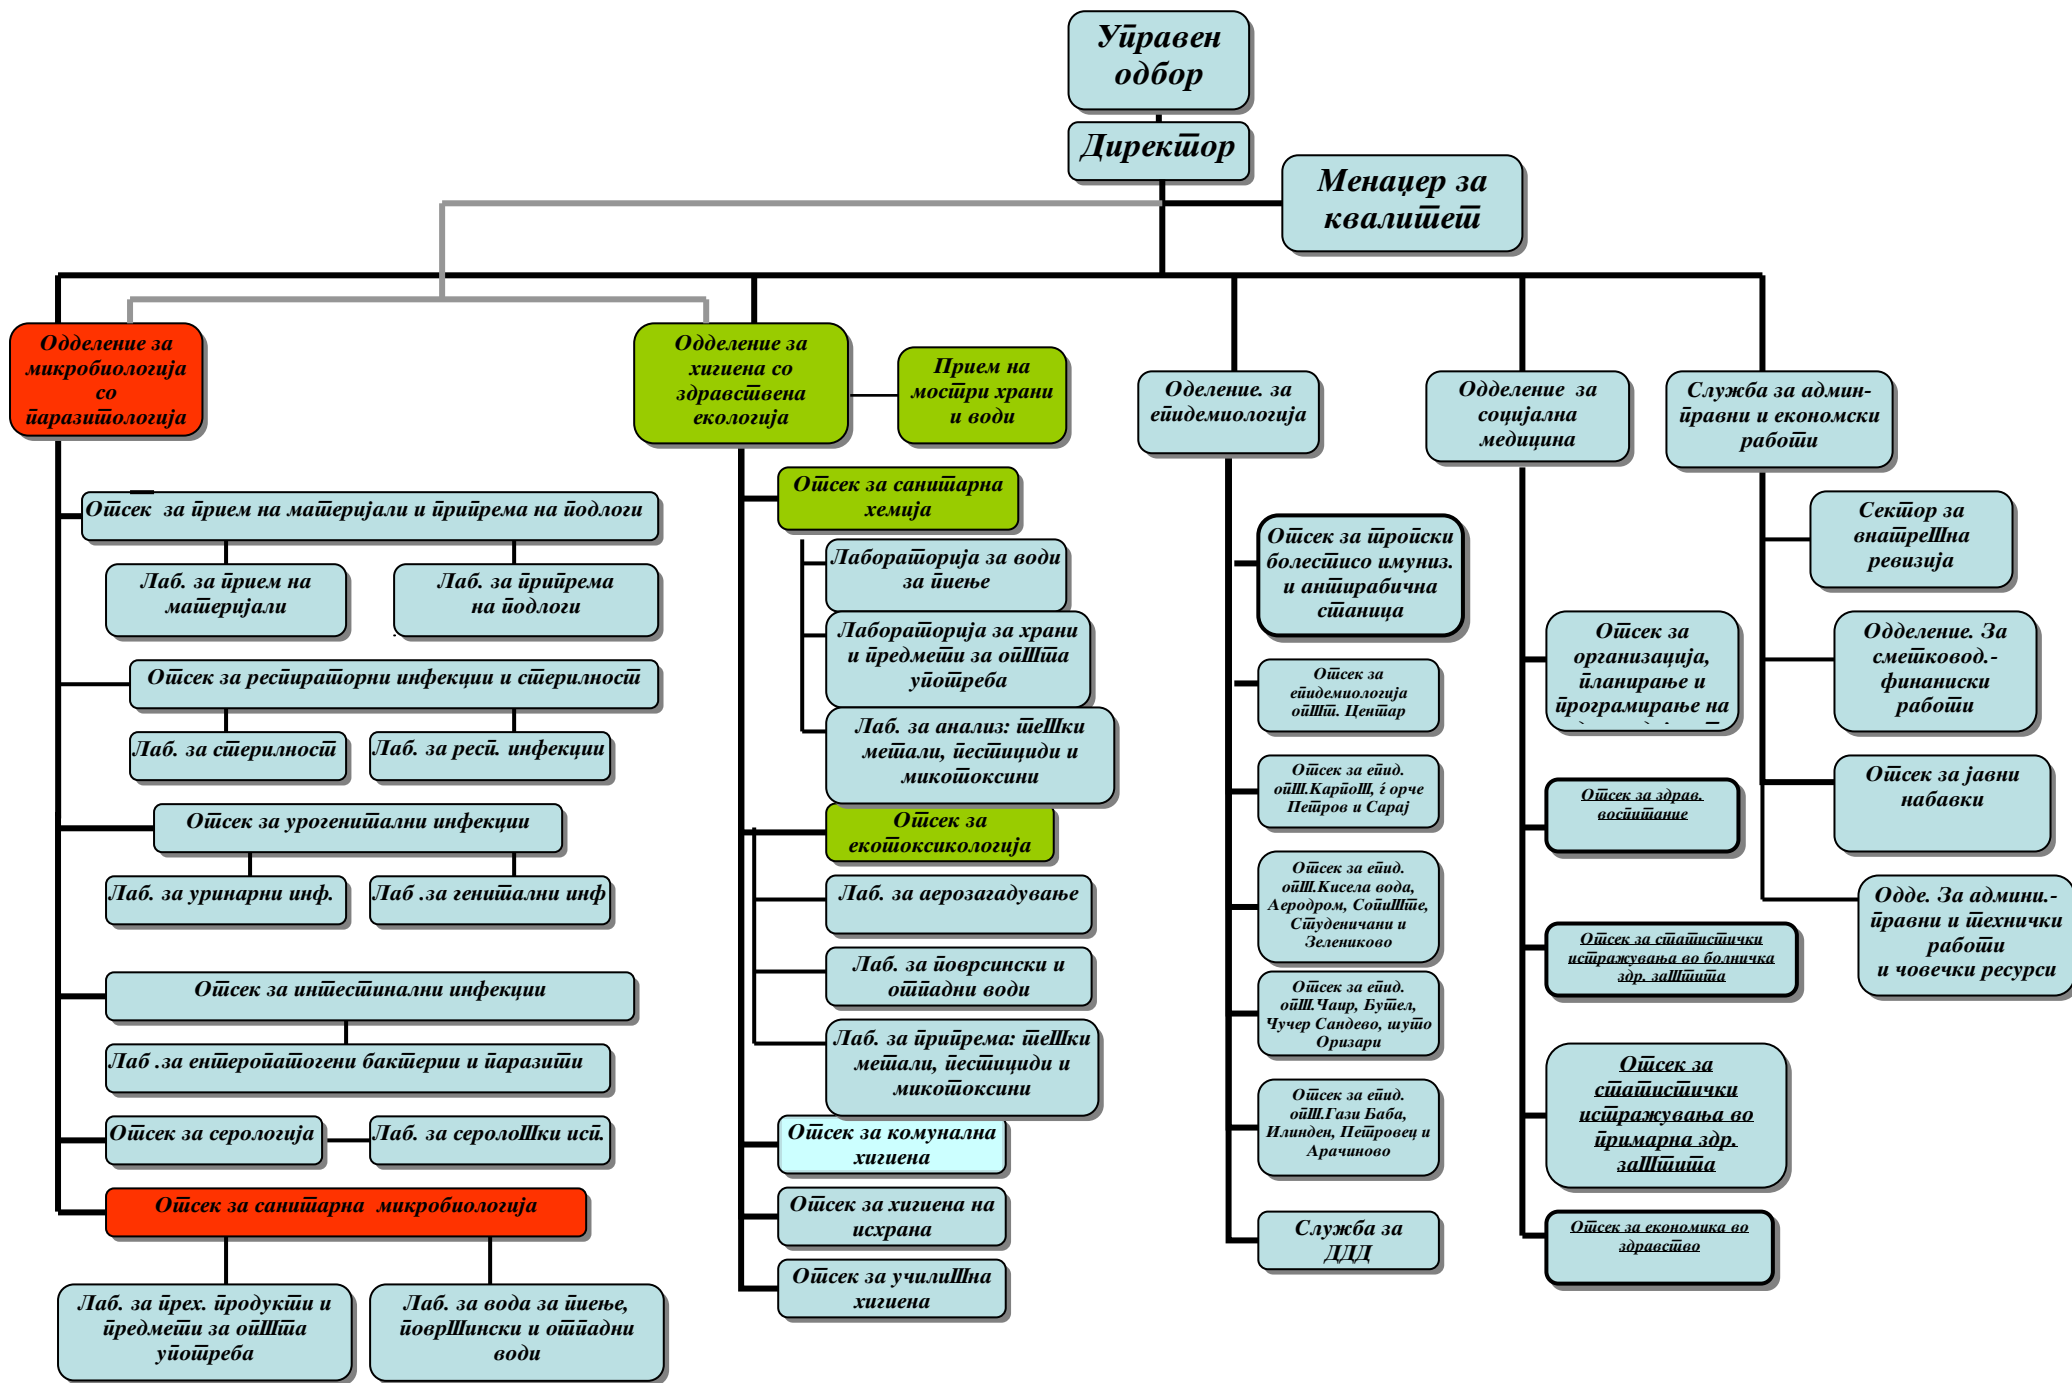 Управен
одбор
Директор
Менаџер за
квалитет
Одделение за
микробиологија
со
паразитологија
Одделение за
хигиена со
здравствена
екологија
Прием на
мостри храни
и води
Оделение. за
епидемиологија
Одделение за
социјална
медицина
Служба за админ-
правни и економски
работи
Отсек за прием на материјали и припрема на подлоги
Лаб. за прием на
материјали
Лаб. за припрема
на подлоги
Отсек за респираторни инфекции и стерилност
Лаб. за стерилност
Лаб. за респ. инфекции
Отсек за урогенитални инфекции
Лаб. за уринарни инф.
Лаб .за генитални инф
Отсек за интестинални инфекции
Лаб .за ентеропатогени бактерии и паразити
Отсек за серологија
Лаб. за серолоШки исп.
Отсек за санитарна микробиологија
Лаб. за прех. продукти и
предмети за опШта
употреба
Лаб. за вода за пиење,
површински и отпадни
води
Отсек за санитарна
хемија
Лабораторија за води
за пиење
Лабораторија за храни
и предмети за опШта
употреба
Лаб. за анализ: теШки
метали, пестициди и
микотоксини
Отсек за
екотоксикологија
Лаб. за аерозагадување
Лаб. за поврсински и
отпадни води
Лаб. за припрема: теШки
метали, пестициди и
микотоксини
Отсек за комунална
хигиена
Отсек за хигиена на
исхрана
Отсек за училиШна
хигиена
Отсек за тропски
болестисо имуниз.
и антирабична
станица
Отсек за
епидемиологија
опШт. Центар
Отсек за епид.
опШ.КарпоШ, ѓ орче
Петров и Сарај
Отсек за епид.
опШ.Кисела вода,
Аеродром, СопиШте,
Студеничани и
Зелениково
Отсек за епид.
опШ.Чаир, Бутел,
Чучер Сандево, шуто
Оризари
Отсек за епид.
опШ.Гази Баба,
Илинден, Петровец и
Арачиново
Служба за
ДДД
Отсек за
организација,
планирање и
програмирање на
Отсек за здрав.
воспитание
Отсек за статистички
истражувања во болничка
здр. заШтита
Отсек за
статистички
истражувања во
примарна здр.
заШтита
Отсек за економика во
здравство
Сектор за
внатреШна
ревизија
Одделение. За
сметковод.-
финаниски
работи
Отсек за јавни
набавки
Одде. За админи.-
правни и технички
работи
и човечки ресурси